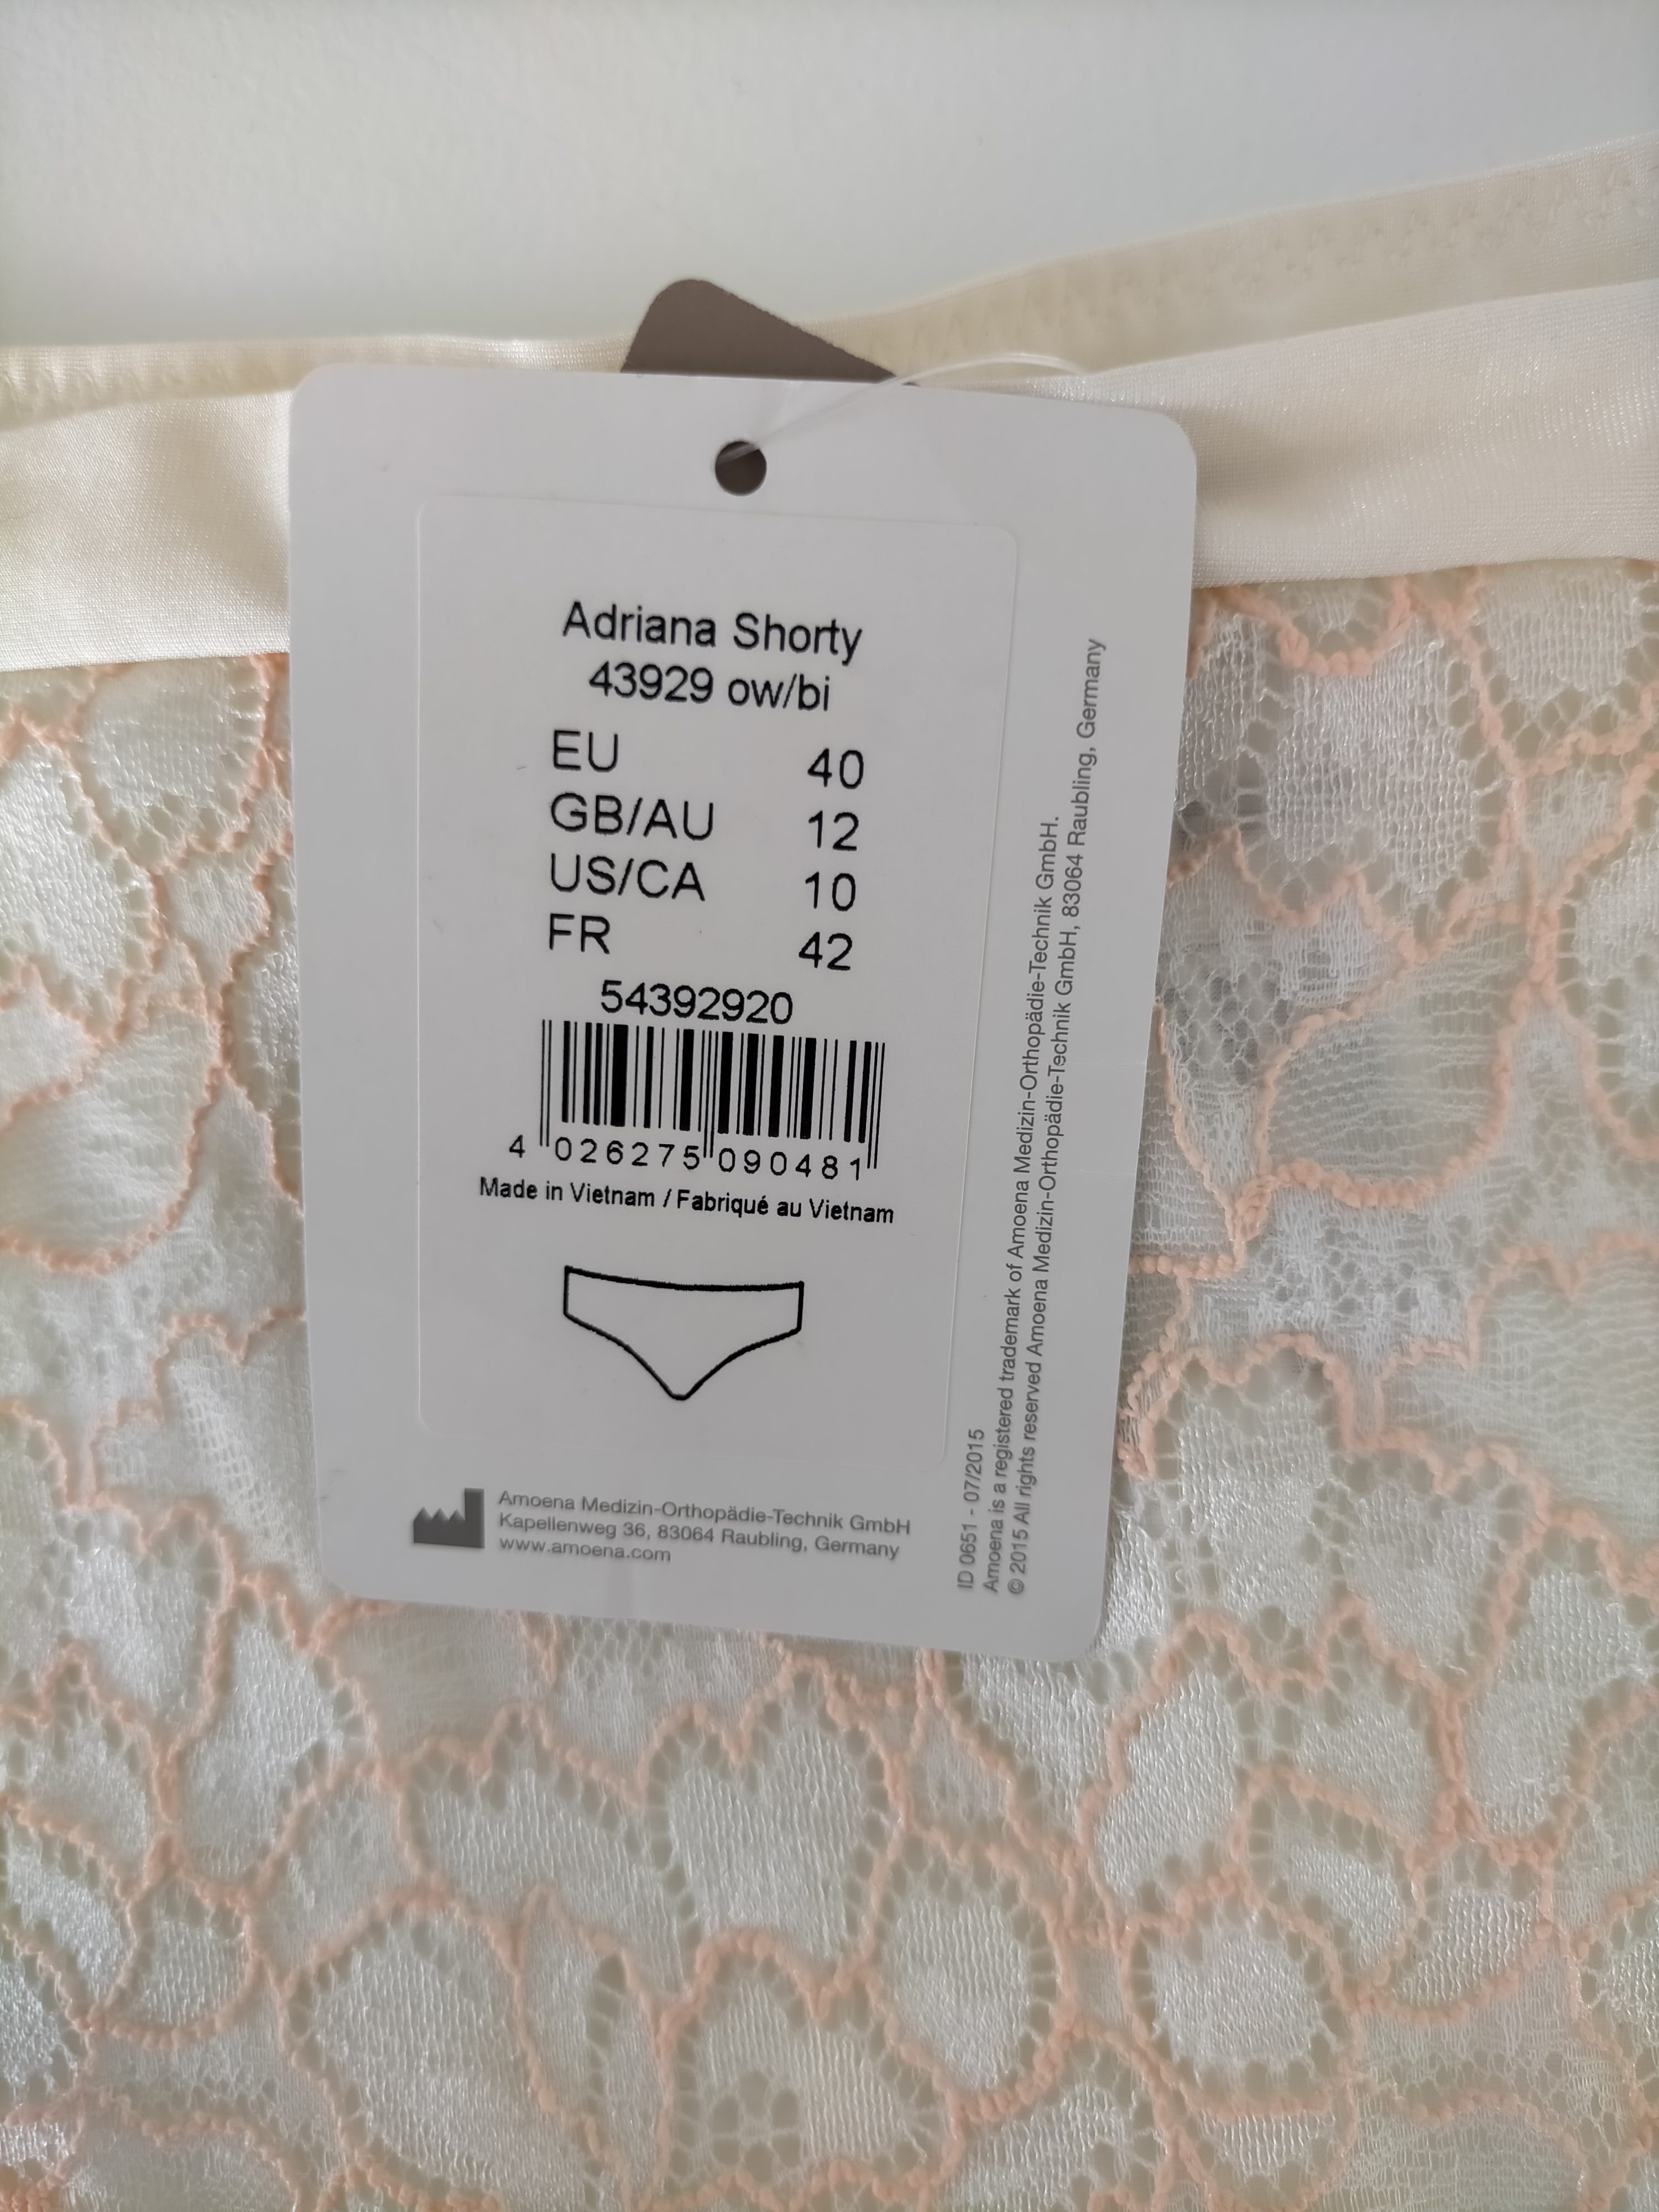 Adriana Shorty
43929 ow/bi
EU 40
GB/AU 12
US/CA 10
FR 42
54392920
4 026275 090481
Made in Vietnam / Fabriqué au Vietnam
Amoena Medizin-Orthopädie-Technik GmbH
Kapellenweg 36, 83064 Raubling, Germany
www.amoena.com
ID 0651 - 07/2015
Amoena is a registered trademark of Amoena Medizin-Orthopädie-Technik GmbH.
© 2015 All rights reserved Amoena Medizin-Orthopädie-Technik GmbH, 83064 Raubling, Germany